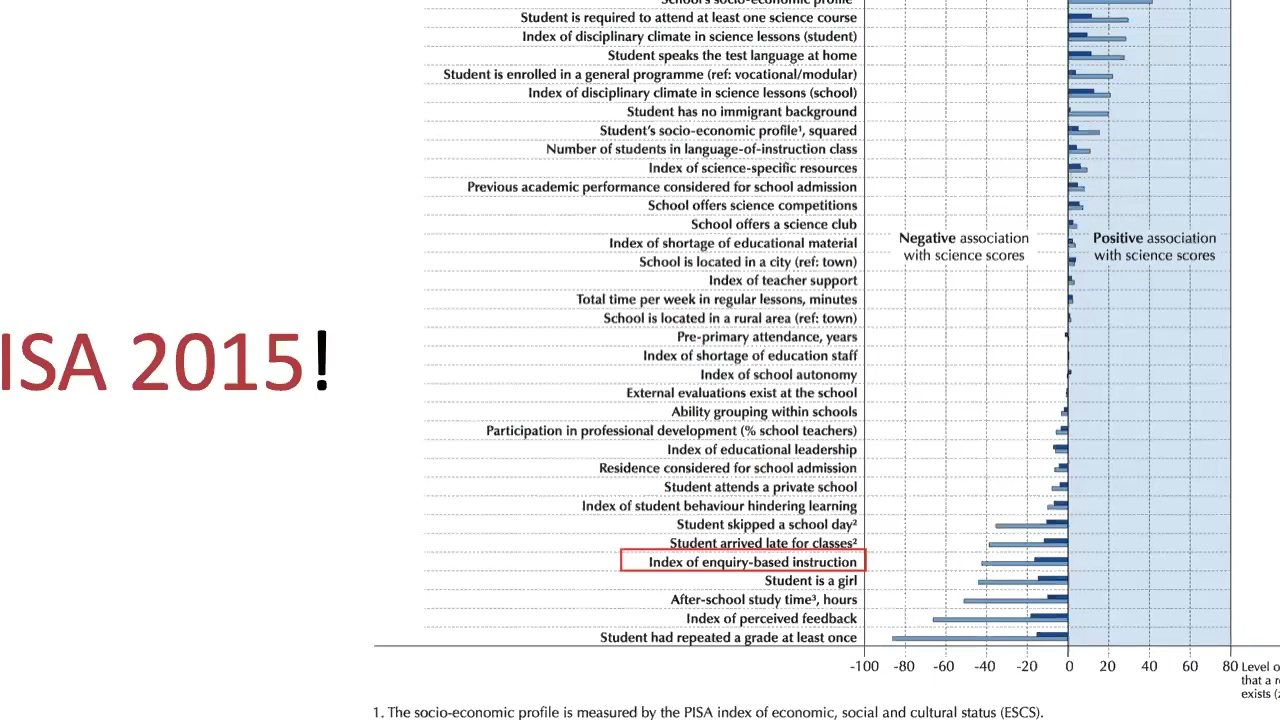 School's socio-economic profile
Student is required to attend at least one science course
Index of disciplinary climate in science lessons (student)
Student speaks the test language at home
Student is enrolled in a general programme (ref: vocational/modular)
Index of disciplinary climate in science lessons (school)
Student has no immigrant background
Student's socio-economic profile¹, squared
Number of students in language-of-instruction class
Index of science-specific resources
Previous academic performance considered for school admission
School offers science competitions
School offers a science club
Index of shortage of educational material
School is located in a city (ref: town)
Index of teacher support
Total time per week in regular lessons, minutes
School is located in a rural area (ref: town)
Pre-primary attendance, years
Index of shortage of education staff
Index of school autonomy
External evaluations exist at the school
Ability grouping within schools
Participation in professional development (% school teachers)
Index of educational leadership
Residence considered for school admission
Student attends a private school
Index of student behaviour hindering learning
Student skipped a school day²
Student arrived late for classes²
Index of enquiry-based instruction
Student is a girl
After-school study time³, hours
Index of perceived feedback
Student had repeated a grade at least once
Negative association
with science scores
Positive association
with science scores
ISA 2015!
-100 -80 -60 -40 -20 0 20 40 60 80
Level o
that a r
exists (
1. The socio-economic profile is measured by the PISA index of economic, social and cultural status (ESCS).